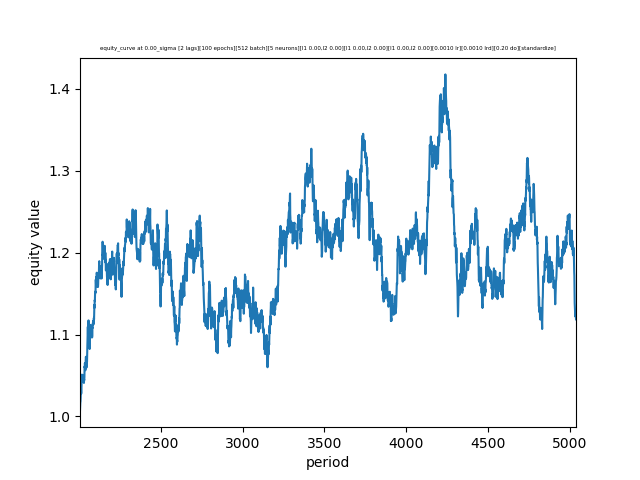 equity_curve at 0.00_sigma [2 lags][100 epochs][512 batch][5 neurons][l1 0.00,l2 0.00][l1 0.00,l2 0.00][l1 0.00,l2 0.00][0.0010 lr][0.0010 lrd][0.20 do][standardize]
1.4
1.3
1.2
1.1
1.0
equity value
2500 3000 3500 4000 4500 5000
period